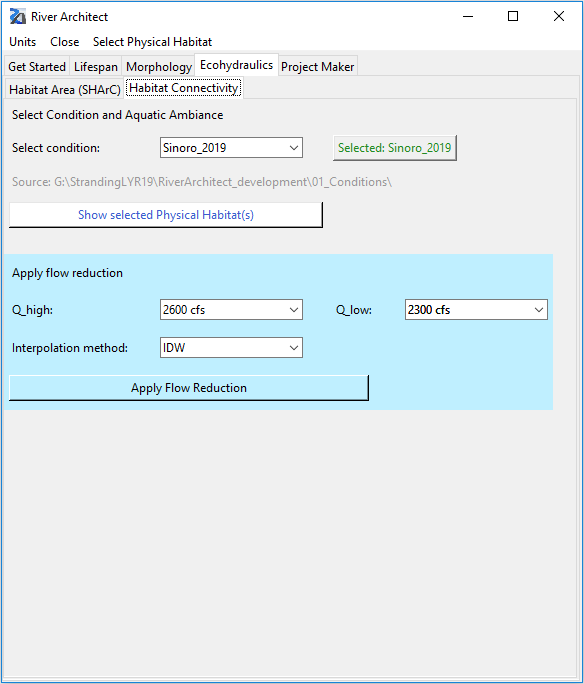 River Architect
Units Close Select Physical Habitat
Get Started Lifespan Morphology Ecohydraulics Project Maker
Habitat Area (SHArC) Habitat Connectivity
Select Condition and Aquatic Ambiance
Select condition: Sinoro_2019 Selected: Sinoro_2019
Source: G:\StrandingLYR19\RiverArchitect_development\01_Conditions\
Show selected Physical Habitat(s)
Apply flow reduction
Q_high: 2600 cfs Q_low: 2300 cfs
Interpolation method: IDW
Apply Flow Reduction